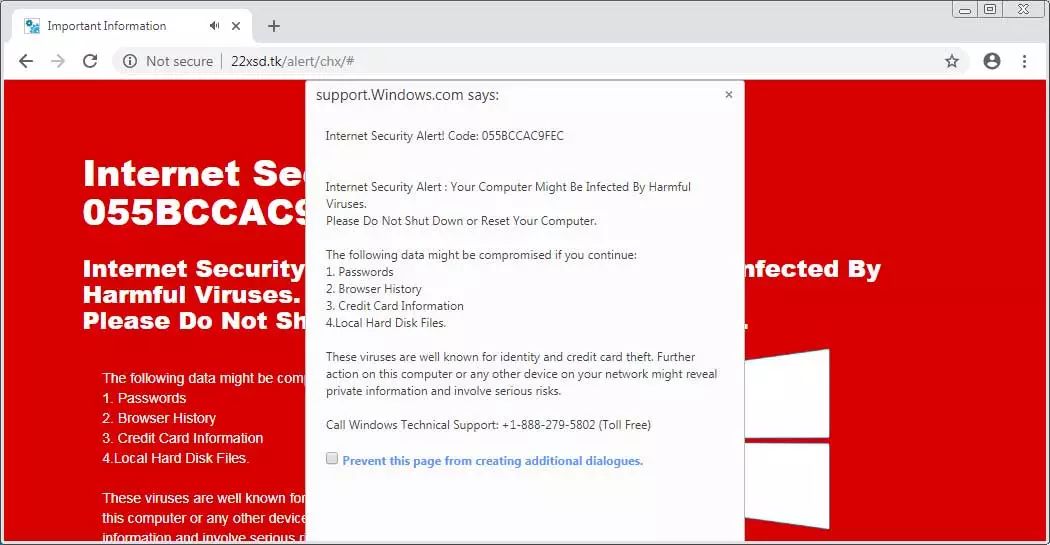 Important Information
Not secure | 22xsd.tk/alert/chx/#
support.Windows.com says:
Internet Security Alert! Code: 055BCCAC9FEC
Internet Security Alert : Your Computer Might Be Infected By Harmful
Viruses.
Please Do Not Shut Down or Reset Your Computer.
The following data might be compromised if you continue:
1. Passwords
2. Browser History
3. Credit Card Information
4.Local Hard Disk Files.
These viruses are well known for identity and credit card theft. Further
action on this computer or any other device on your network might reveal
private information and involve serious risks.
Call Windows Technical Support: +1-888-279-5802 (Toll Free)
Prevent this page from creating additional dialogues.
Internet
055BCCAC9
Internet Security
By
Harmful Viruses.
Please Do Not
The following data might be
1. Passwords
2. Browser History
3. Credit Card Information
4.Local Hard Disk Files.
These viruses are well known for
this computer or any other device
information and involve serious